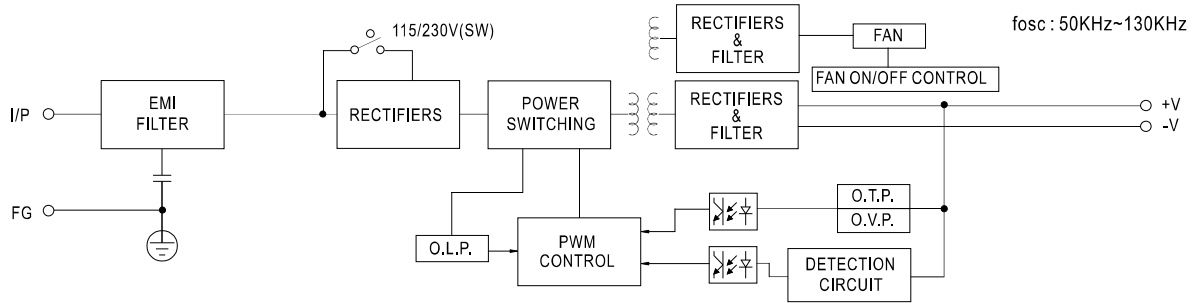 115/230V(SW)
RECTIFIERS
&
FILTER
FAN
FAN ON/OFF CONTROL
fosc : 50KHz~130KHz
I/P
EMI
FILTER
RECTIFIERS
POWER
SWITCHING
RECTIFIERS
&
FILTER
+V
-V
FG
O.L.P.
PWM
CONTROL
O.T.P.
O.V.P.
DETECTION
CIRCUIT